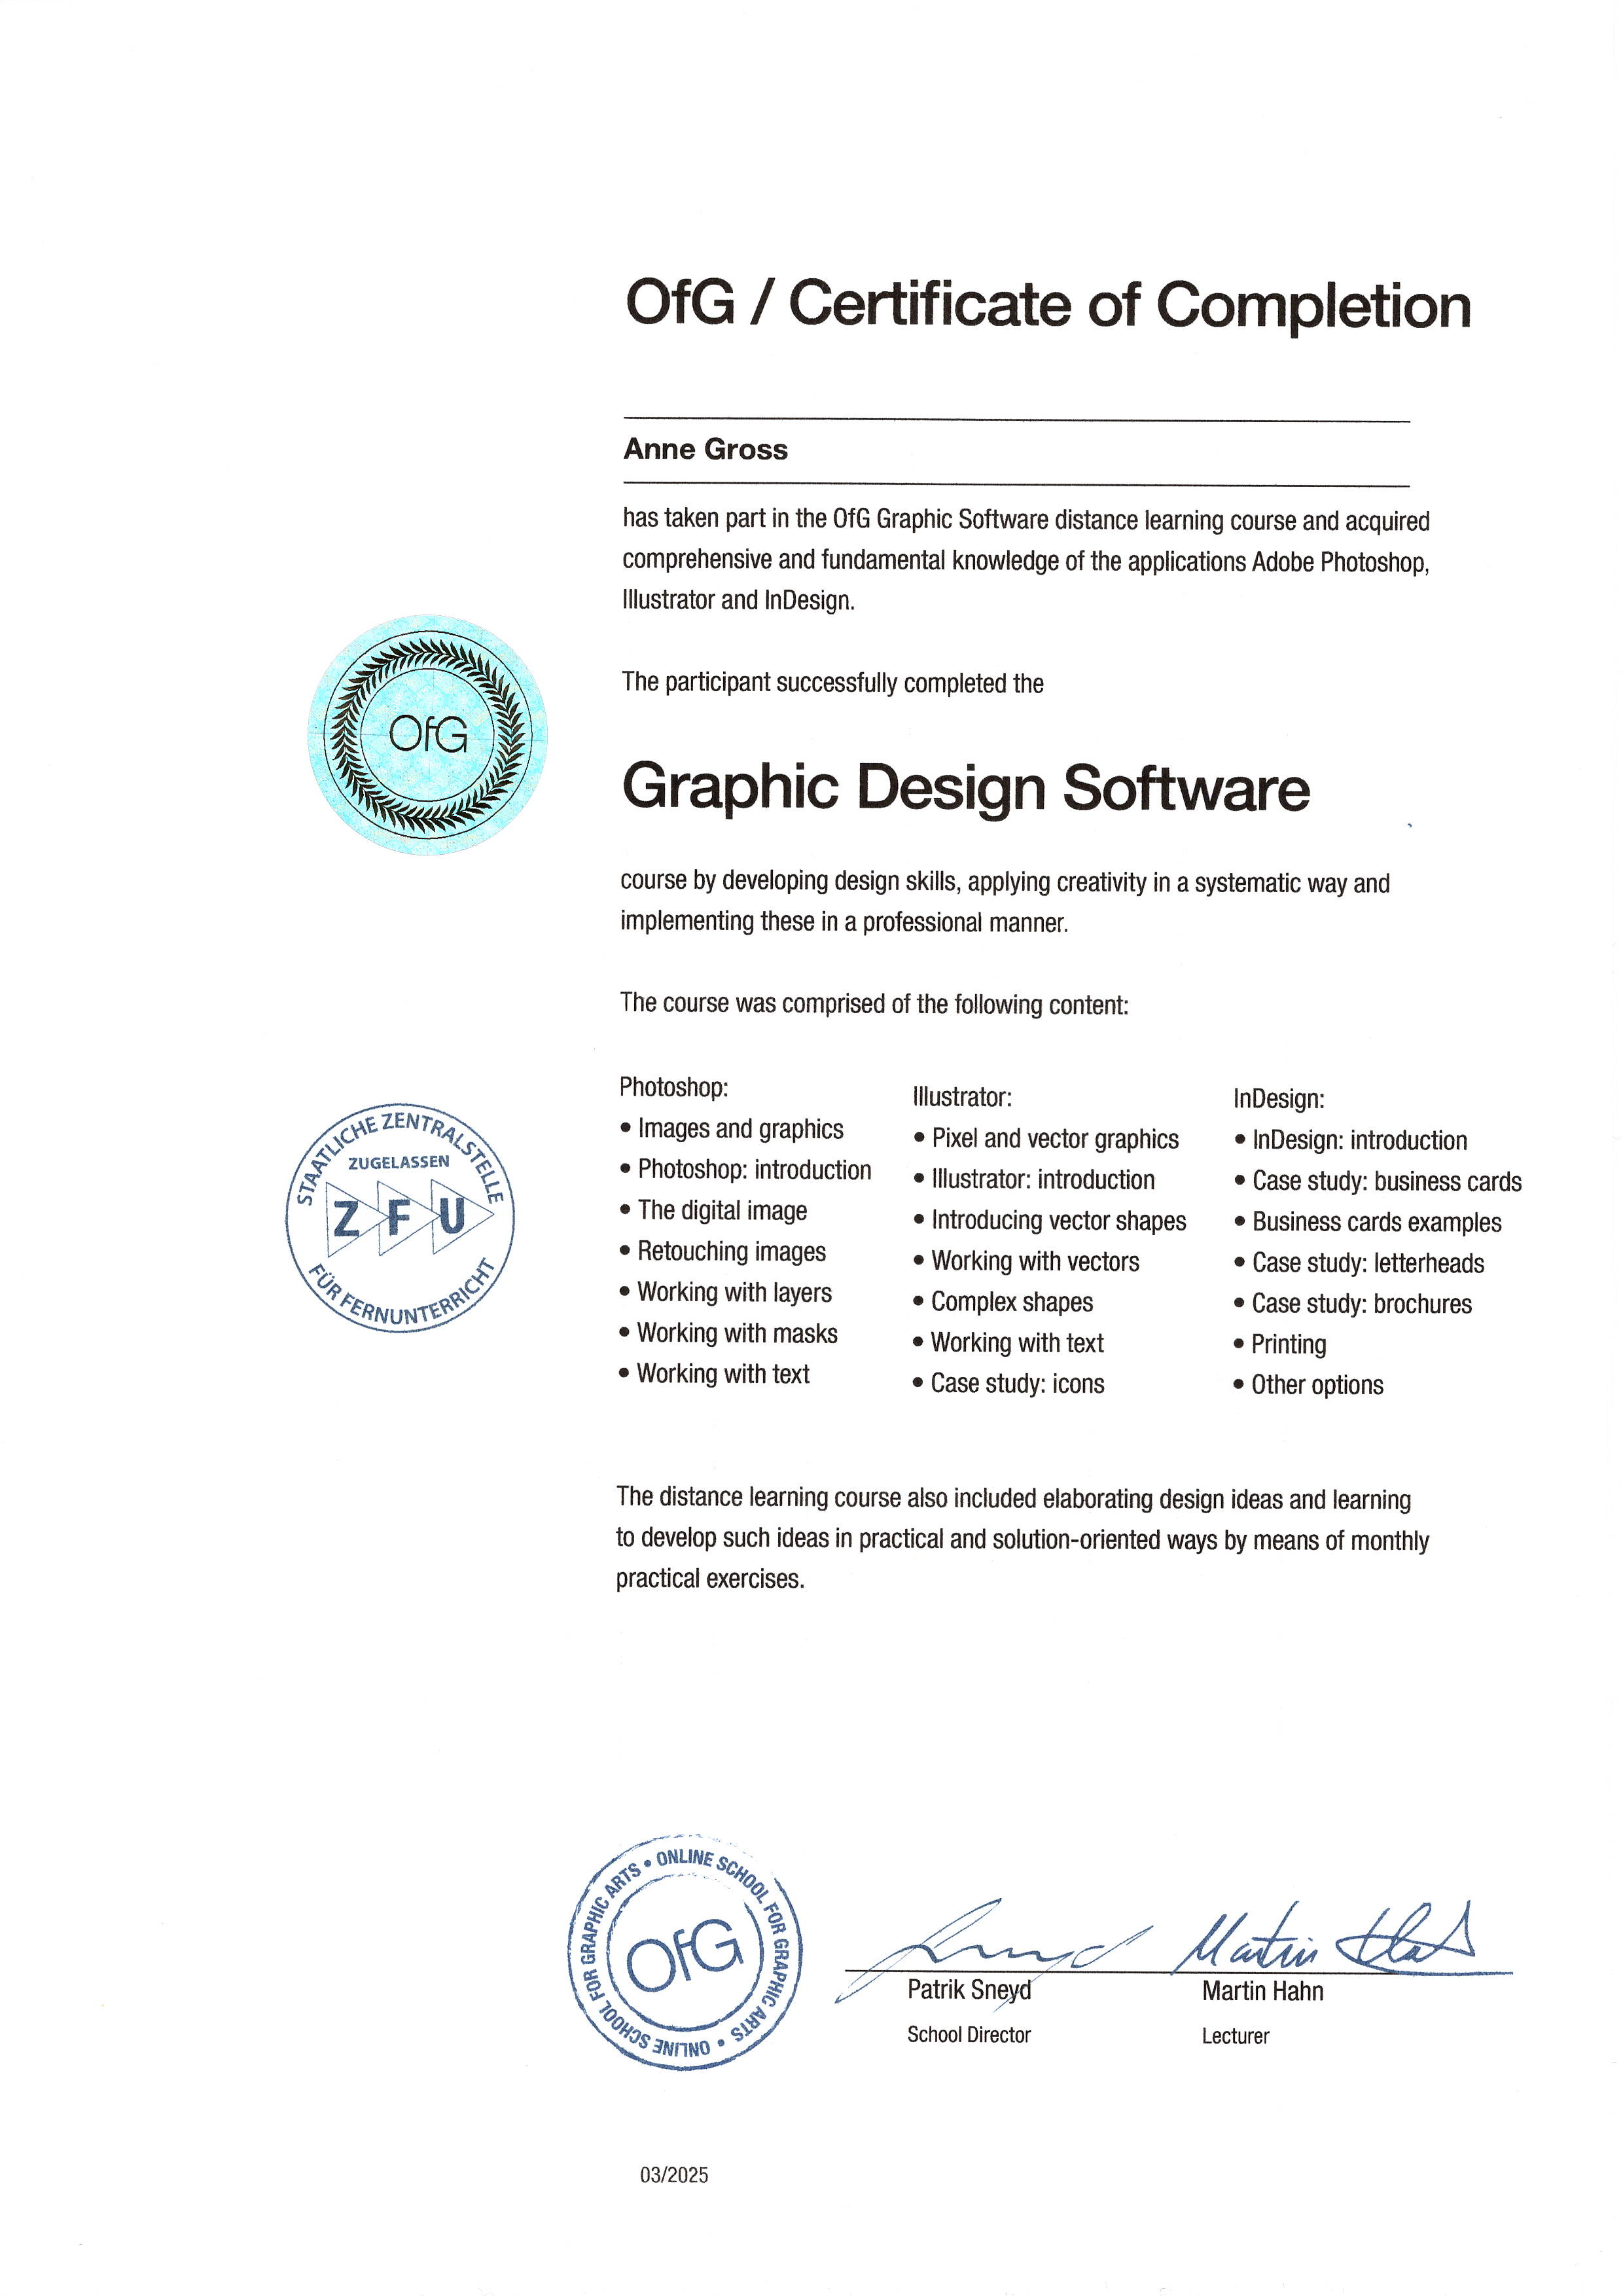 OfG / Certificate of Completion
Anne Gross
has taken part in the OfG Graphic Software distance learning course and acquired
comprehensive and fundamental knowledge of the applications Adobe Photoshop,
Illustrator and InDesign.
OfG
The participant successfully completed the
Graphic Design Software
course by developing design skills, applying creativity in a systematic way and
implementing these in a professional manner.
The course was comprised of the following content:
STAATLICHE ZENTRALSTELLE
ZUGELASSEN
ZFU
FÜR FERNUNTERRICHT
Photoshop:
• Images and graphics
• Photoshop: introduction
• The digital image
• Retouching images
• Working with layers
• Working with masks
• Working with text
Illustrator:
• Pixel and vector graphics
• Illustrator: introduction
• Introducing vector shapes
• Working with vectors
• Complex shapes
• Working with text
• Case study: icons
InDesign:
• InDesign: introduction
• Case study: business cards
• Business cards examples
• Case study: letterheads
• Case study: brochures
• Printing
• Other options
The distance learning course also included elaborating design ideas and learning
to develop such ideas in practical and solution-oriented ways by means of monthly
practical exercises.
• ONLINE SCHOOL FOR GRAPHIC ARTS • ONLINE SCHOOL FOR GRAPHIC ARTS
OfG
Sneyd
Martin Hahn
Patrik Sneyd
School Director
Martin Hahn
Lecturer
03/2025